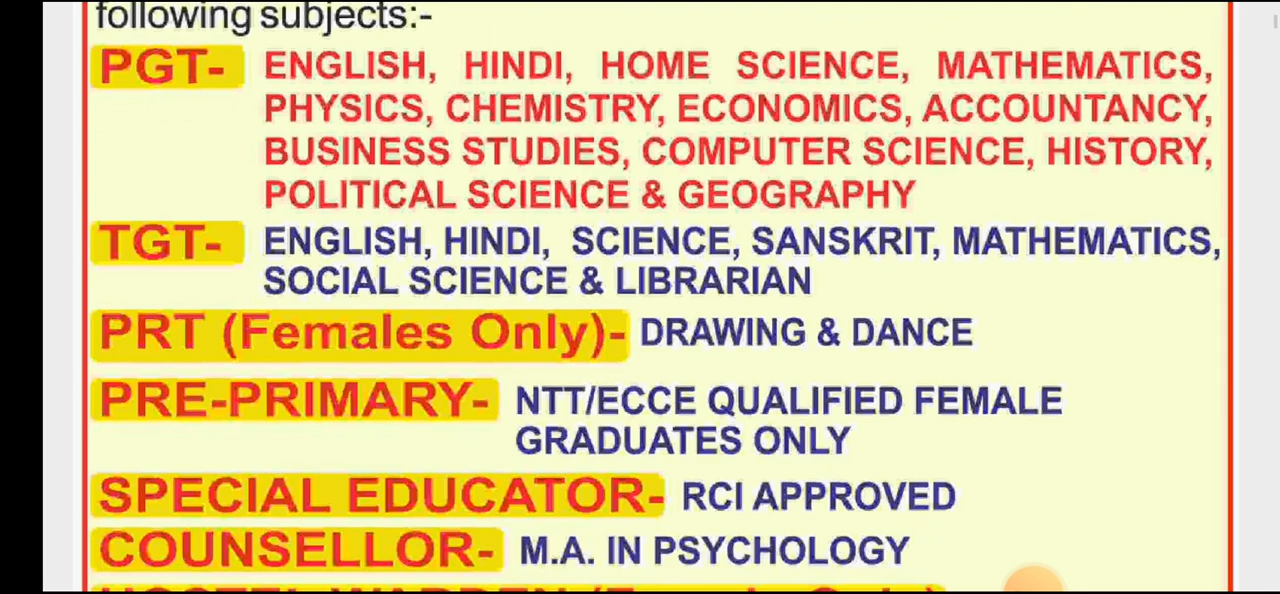 following subjects:-
PGT- ENGLISH, HINDI, HOME SCIENCE, MATHEMATICS,
PHYSICS, CHEMISTRY, ECONOMICS, ACCOUNTANCY,
BUSINESS STUDIES, COMPUTER SCIENCE, HISTORY,
POLITICAL SCIENCE & GEOGRAPHY
TGT- ENGLISH, HINDI, SCIENCE, SANSKRIT, MATHEMATICS,
SOCIAL SCIENCE & LIBRARIAN
PRT (Females Only)- DRAWING & DANCE
PRE-PRIMARY- NTT/ECCE QUALIFIED FEMALE
GRADUATES ONLY
SPECIAL EDUCATOR- RCI APPROVED
COUNSELLOR- M.A. IN PSYCHOLOGY